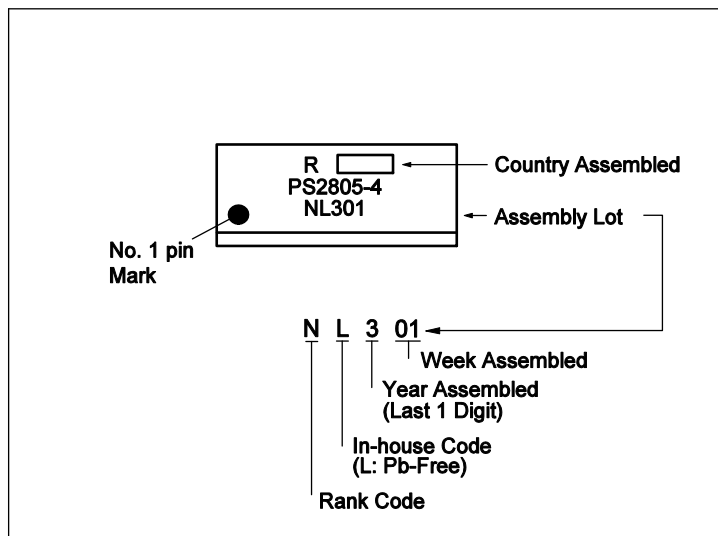 R
Country Assembled
PS2805-4
NL301
Assembly Lot
No. 1 pin
Mark
N L 3 01
Week Assembled
Year Assembled
(Last 1 Digit)
In-house Code
(L: Pb-Free)
Rank Code